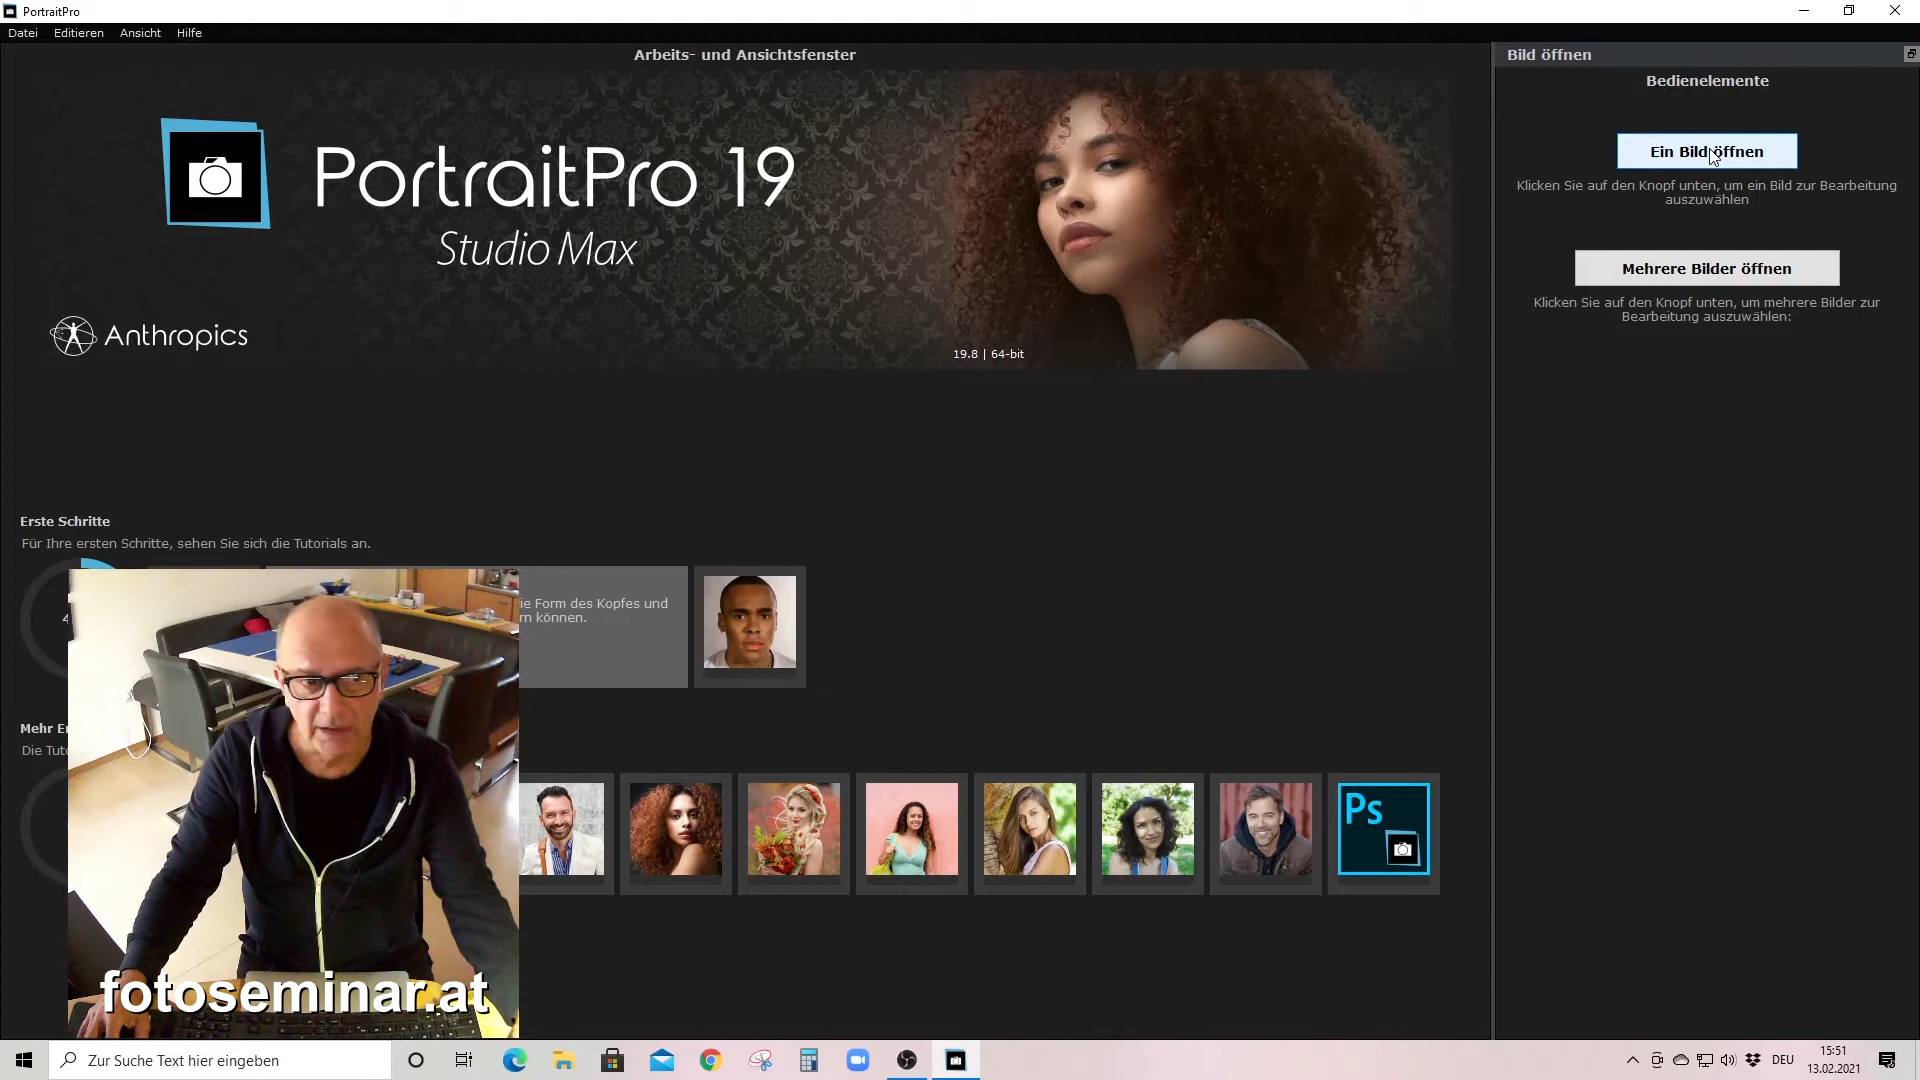 PortraitPro
Datei Editieren Ansicht Hilfe
Arbeits- und Ansichtsfenster
PortraitPro 19
Studio Max
Anthropics
19.8 | 64-bit
Bild öffnen
Bedienelemente
Ein Bild öffnen
Klicken Sie auf den Knopf unten, um ein Bild zur Bearbeitung
auszuwählen
Mehrere Bilder öffnen
Klicken Sie auf den Knopf unten, um mehrere Bilder zur
Bearbeitung auszuwählen:
Erste Schritte
Für Ihre ersten Schritte, sehen Sie sich die Tutorials an.
4
ie Form des Kopfes und
rn können.
Mehr Er
Die Tuto
Ps
fotoseminar.at
Zur Suche Text hier eingeben
DEU
15:51
13.02.2021